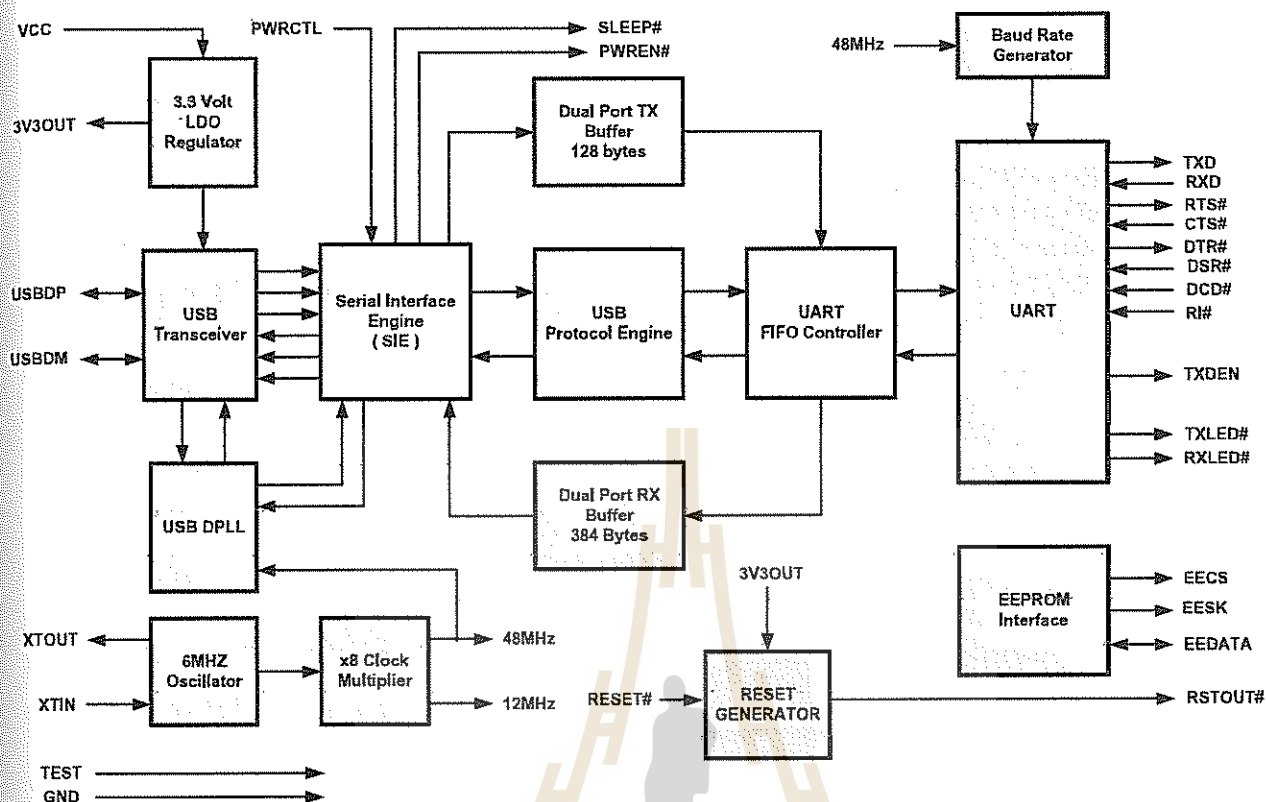 VCC
PWRCTL
SLEEP#
PWREN#
48MHz
Baud Rate
Generator
3.3 Volt
LDO
Regulator
3V3OUT
Dual Port TX
Buffer
128 bytes
TXD
RXD
RTS#
CTS#
DTR#
DSR#
DCD#
RI#
TXDEN
TXLED#
RXLED#
USBDP
USBDM
USB
Transceiver
Serial Interface
Engine
( SIE )
USB
Protocol Engine
UART
FIFO Controller
UART
USB DPLL
Dual Port RX
Buffer
384 Bytes
3V3OUT
EEPROM
Interface
EECS
EESK
EEDATA
XTOUT
XTIN
6MHZ
Oscillator
x8 Clock
Multiplier
48MHz
12MHz
RESET#
RESET
GENERATOR
RSTOUT#
TEST
GND